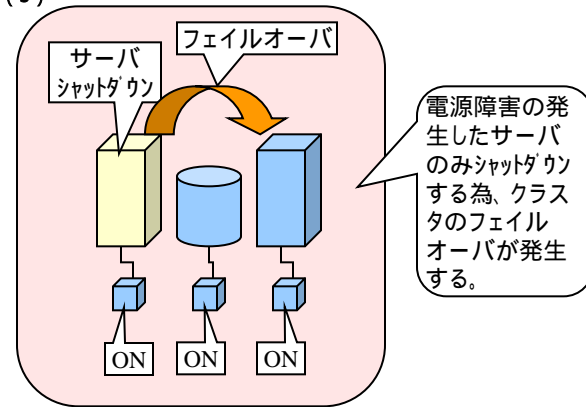 フェイルオーバ
サーバ
ｼｬｯﾄﾀﾞｳﾝ
電源障害の発
生したサーバ
のみｼｬｯﾄﾀﾞｳﾝ
する為、クラス
タのフェイル
オーバが発生
する。
ON
ON
ON